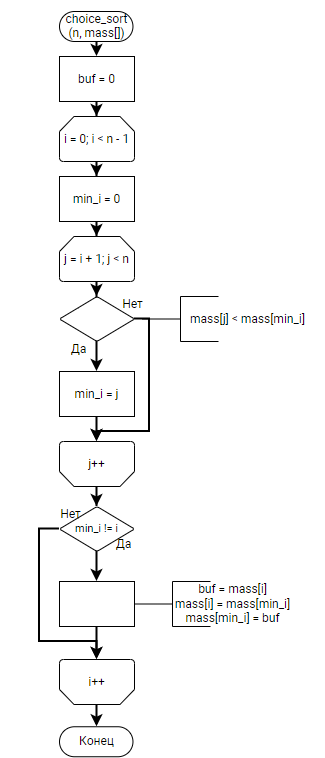 choice_sort
(n, mass[])
buf = 0
i = 0; i < n - 1
min_i = 0
j = i + 1; j < n
Нет
mass[j] < mass[min_i]
Да
min_i = j
j++
Нет
min_i != i
Да
buf = mass[i]
mass[i] = mass[min_i]
mass[min_i] = buf
i++
Конец